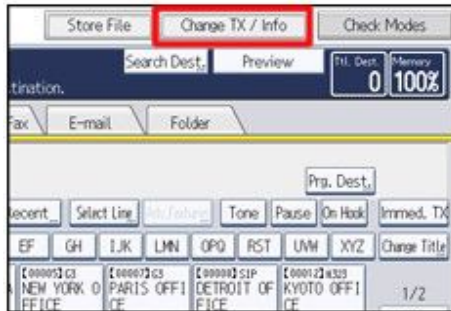 Store File Change TX / Info Check Modes
Search Dest. Preview Ttl. Dest. Memory
tination. 0 100%
Fax E-mail Folder
Prg. Dest.
Recent Select Line Tone Pause On Hook Immed. TX
EF GH IJK LMN OPQ RST UVW XYZ Change Title
[00005]G3 [00007]G3 [00008]SIP [00012]H323
NEW YORK O PARIS OFFI DETROIT OF KYOTO OFFI 1/2
FFICE CE FICE CE